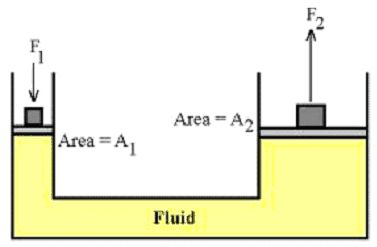 F1
F2
Area = A1
Area = A2
Fluid